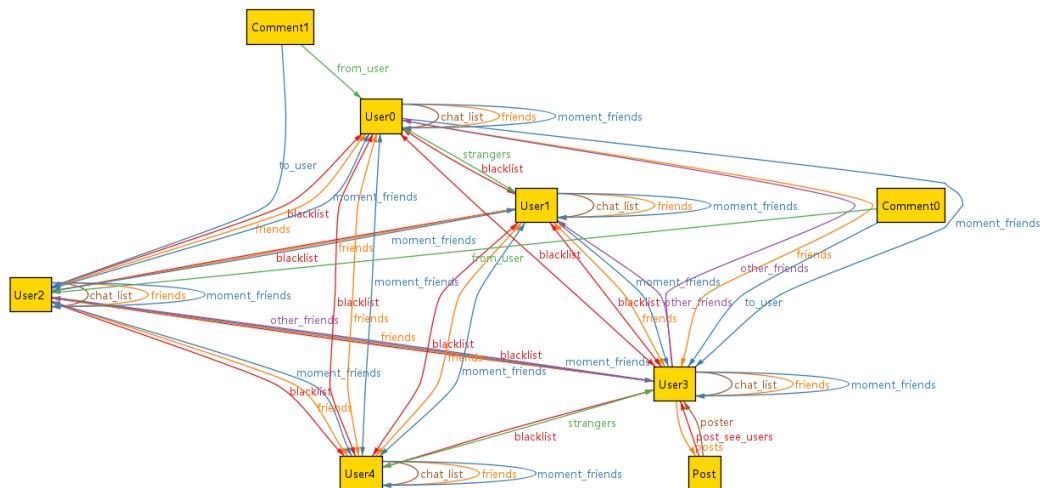 Comment1
from_user
User0
chat_list
friends
moment_friends
strangers
blacklist
to_user
moment_friends
blacklist
friends
User1
chat_list
friends
moment_friends
Comment0
moment_friends
moment_friends
friends
friends
blacklist
from_user
blacklist
moment_friends
other_friends
User2
chat_list
friends
moment_friends
moment_friends
other_friends
to_user
other_friends
friends
blacklist
friends
blacklist
friends
blacklist
friends
blacklist
moment_friends
moment_friends
moment_friends
User3
chat_list
friends
moment_friends
blacklist
friends
strangers
blacklist
poster
post_see_users
posts
User4
chat_list
friends
moment_friends
Post